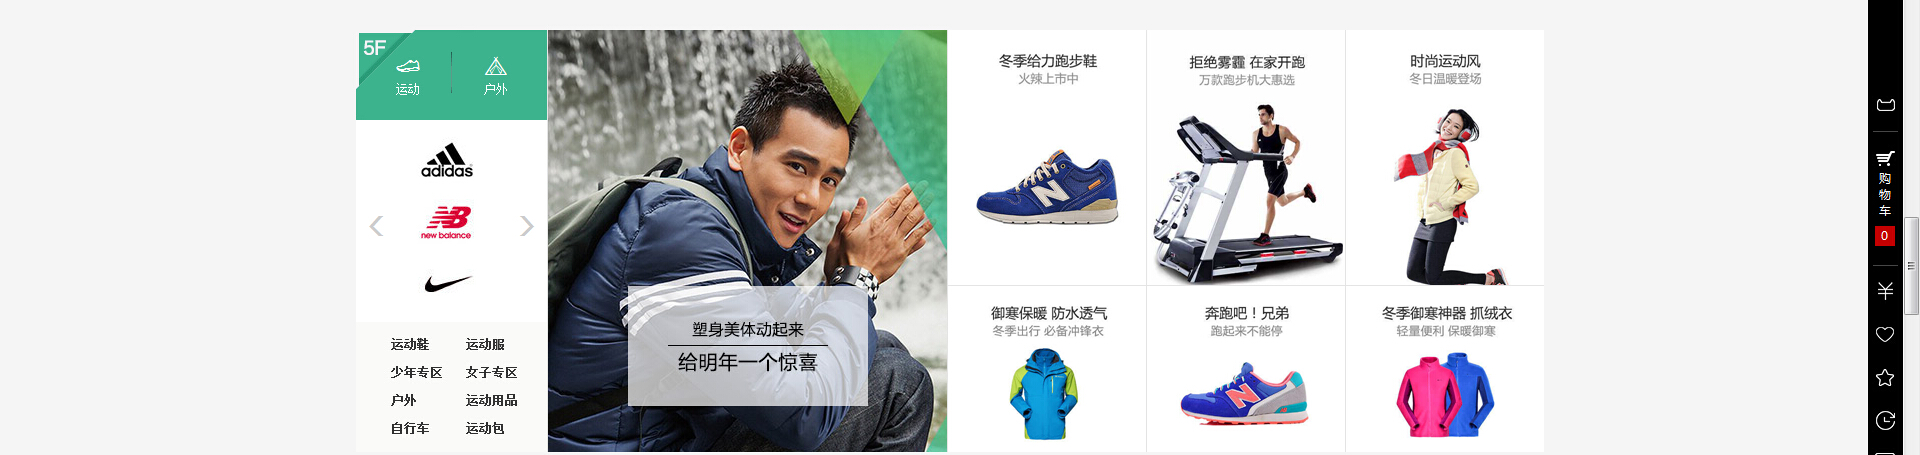 5F
运动
户外
adidas
new balance
运动鞋 运动服
少年专区 女子专区
户外 运动用品
自行车 运动包
塑身美体动起来
给明年一个惊喜
冬季给力跑步鞋
火辣上市中
拒绝雾霾 在家开跑
万款跑步机大惠选
时尚运动风
冬日温暖登场
御寒保暖 防水透气
冬季出行 必备冲锋衣
奔跑吧！兄弟
跑起来不能停
冬季御寒神器 抓绒衣
轻量便利 保暖御寒
购
物
车
0